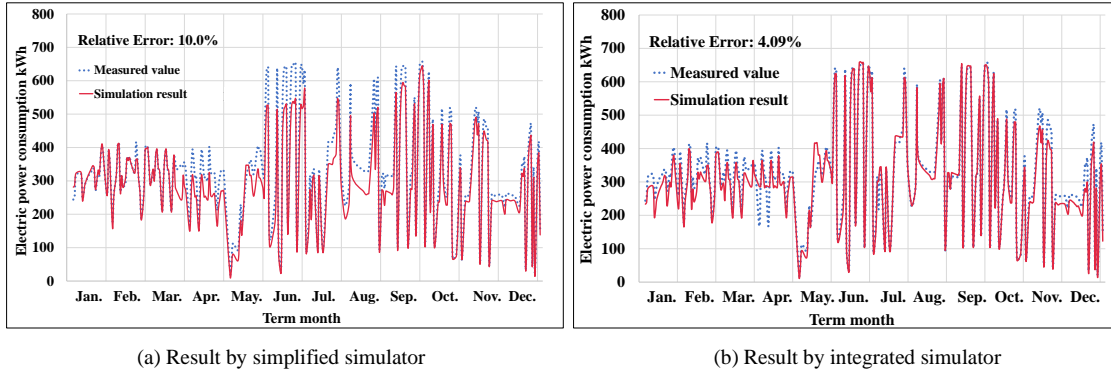 800
700
600
500
400
300
200
100
0
Electric power consumption kWh
Relative Error: 10.0%
Measured value
Simulation result
Jan. Feb. Mar. Apr. May. Jun. Jul. Aug. Sep. Oct. Nov. Dec.
Term month
(a) Result by simplified simulator
800
700
600
500
400
300
200
100
0
Electric power consumption kWh
Relative Error: 4.09%
Measured value
Simulation result
Jan. Feb. Mar. Apr. May. Jun. Jul. Aug. Sep. Oct. Nov. Dec.
Term month
(b) Result by integrated simulator